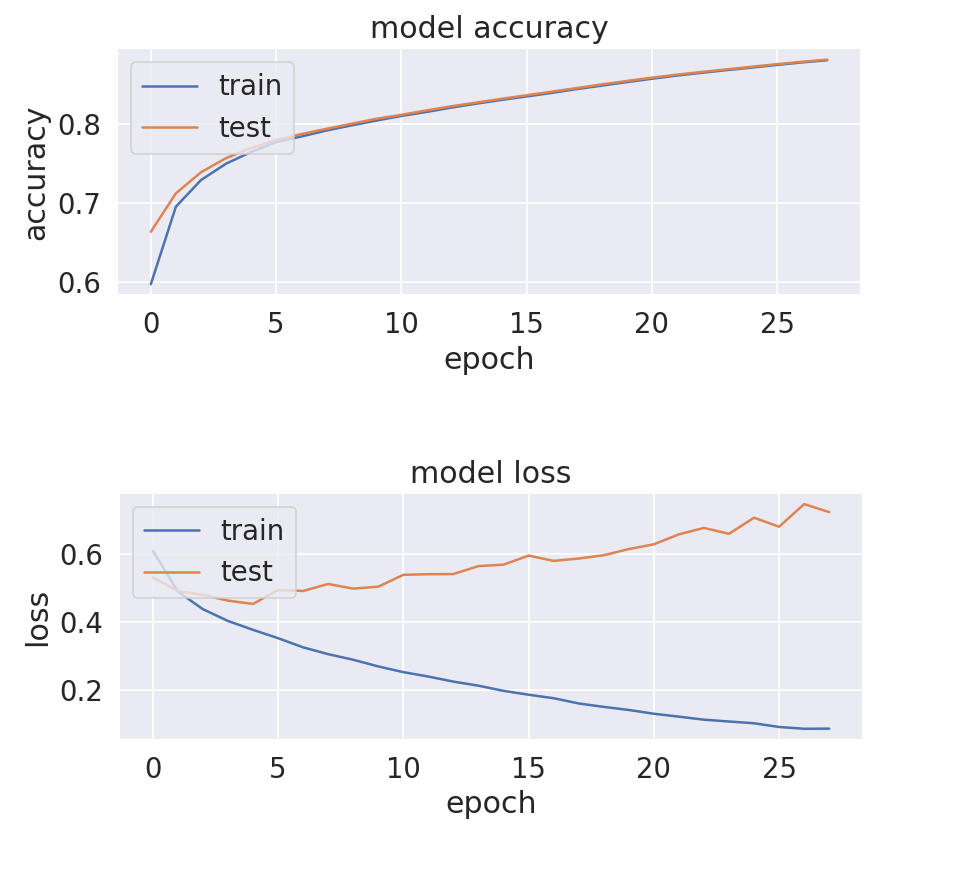 model accuracy
train
test
accuracy
0.8
0.7
0.6
0 5 10 15 20 25
epoch
model loss
train
test
loss
0.6
0.4
0.2
0 5 10 15 20 25
epoch